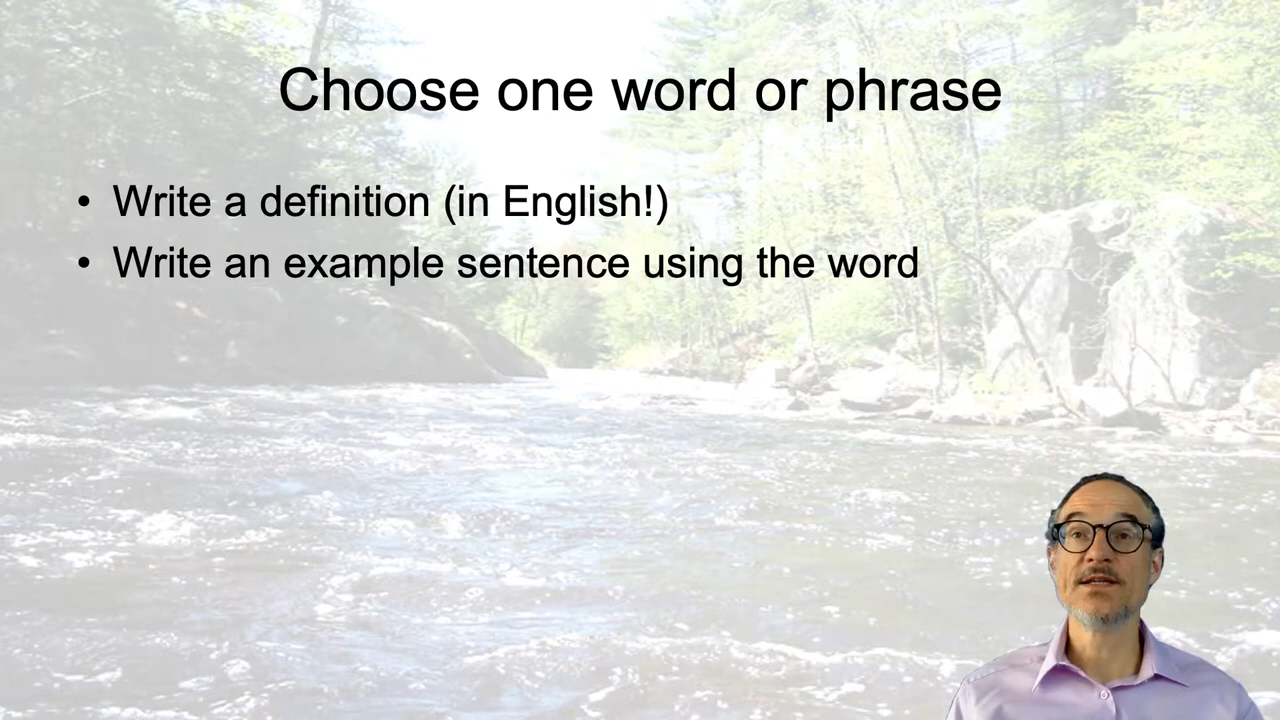 Choose one word or phrase
• Write a definition (in English!)
• Write an example sentence using the word